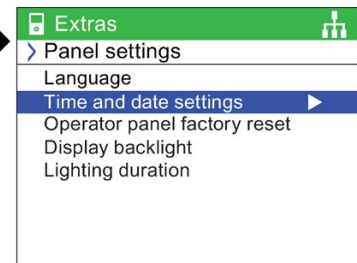 Extras
Panel settings
Language
Time and date settings
Operator panel factory reset
Display backlight
Lighting duration